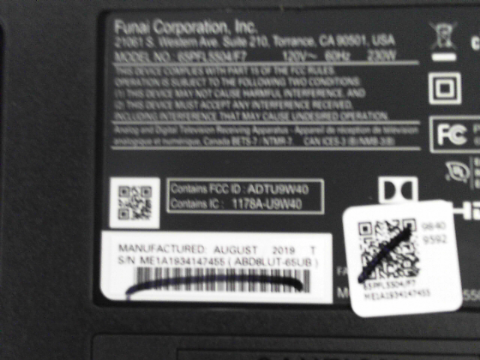 Funai Corporation, Inc.
21061 S. Western Ave. Suite 210, Torrance, CA 90501, USA
MODEL NO: 65PFL5504/F7 120V~ 60Hz 230W
THIS DEVICE COMPLIES WITH PART 15 OF THE FCC RULES.
OPERATION IS SUBJECT TO THE FOLLOWING TWO CONDITIONS:
(1) THIS DEVICE MAY NOT CAUSE HARMFUL INTERFERENCE, AND
(2) THIS DEVICE MUST ACCEPT ANY INTERFERENCE RECEIVED,
INCLUDING INTERFERENCE THAT MAY CAUSE UNDESIRED OPERATION.
Analog and Digital Television Receiving Apparatus - Appareil de réception de télévision
analogique et numérique, Canada BETS-7 / NTMR-7 CAN ICES-3 (B)/NMB-3(B)
FC
Contains FCC ID : ADTU9W40
Contains IC : 1178A-U9W40
MANUFACTURED: AUGUST 2019 T
S/N ME1A1934147455 ( ABD8LUT-65UB )
9840
9592
65PFL5504/F7
ME1A1934147455